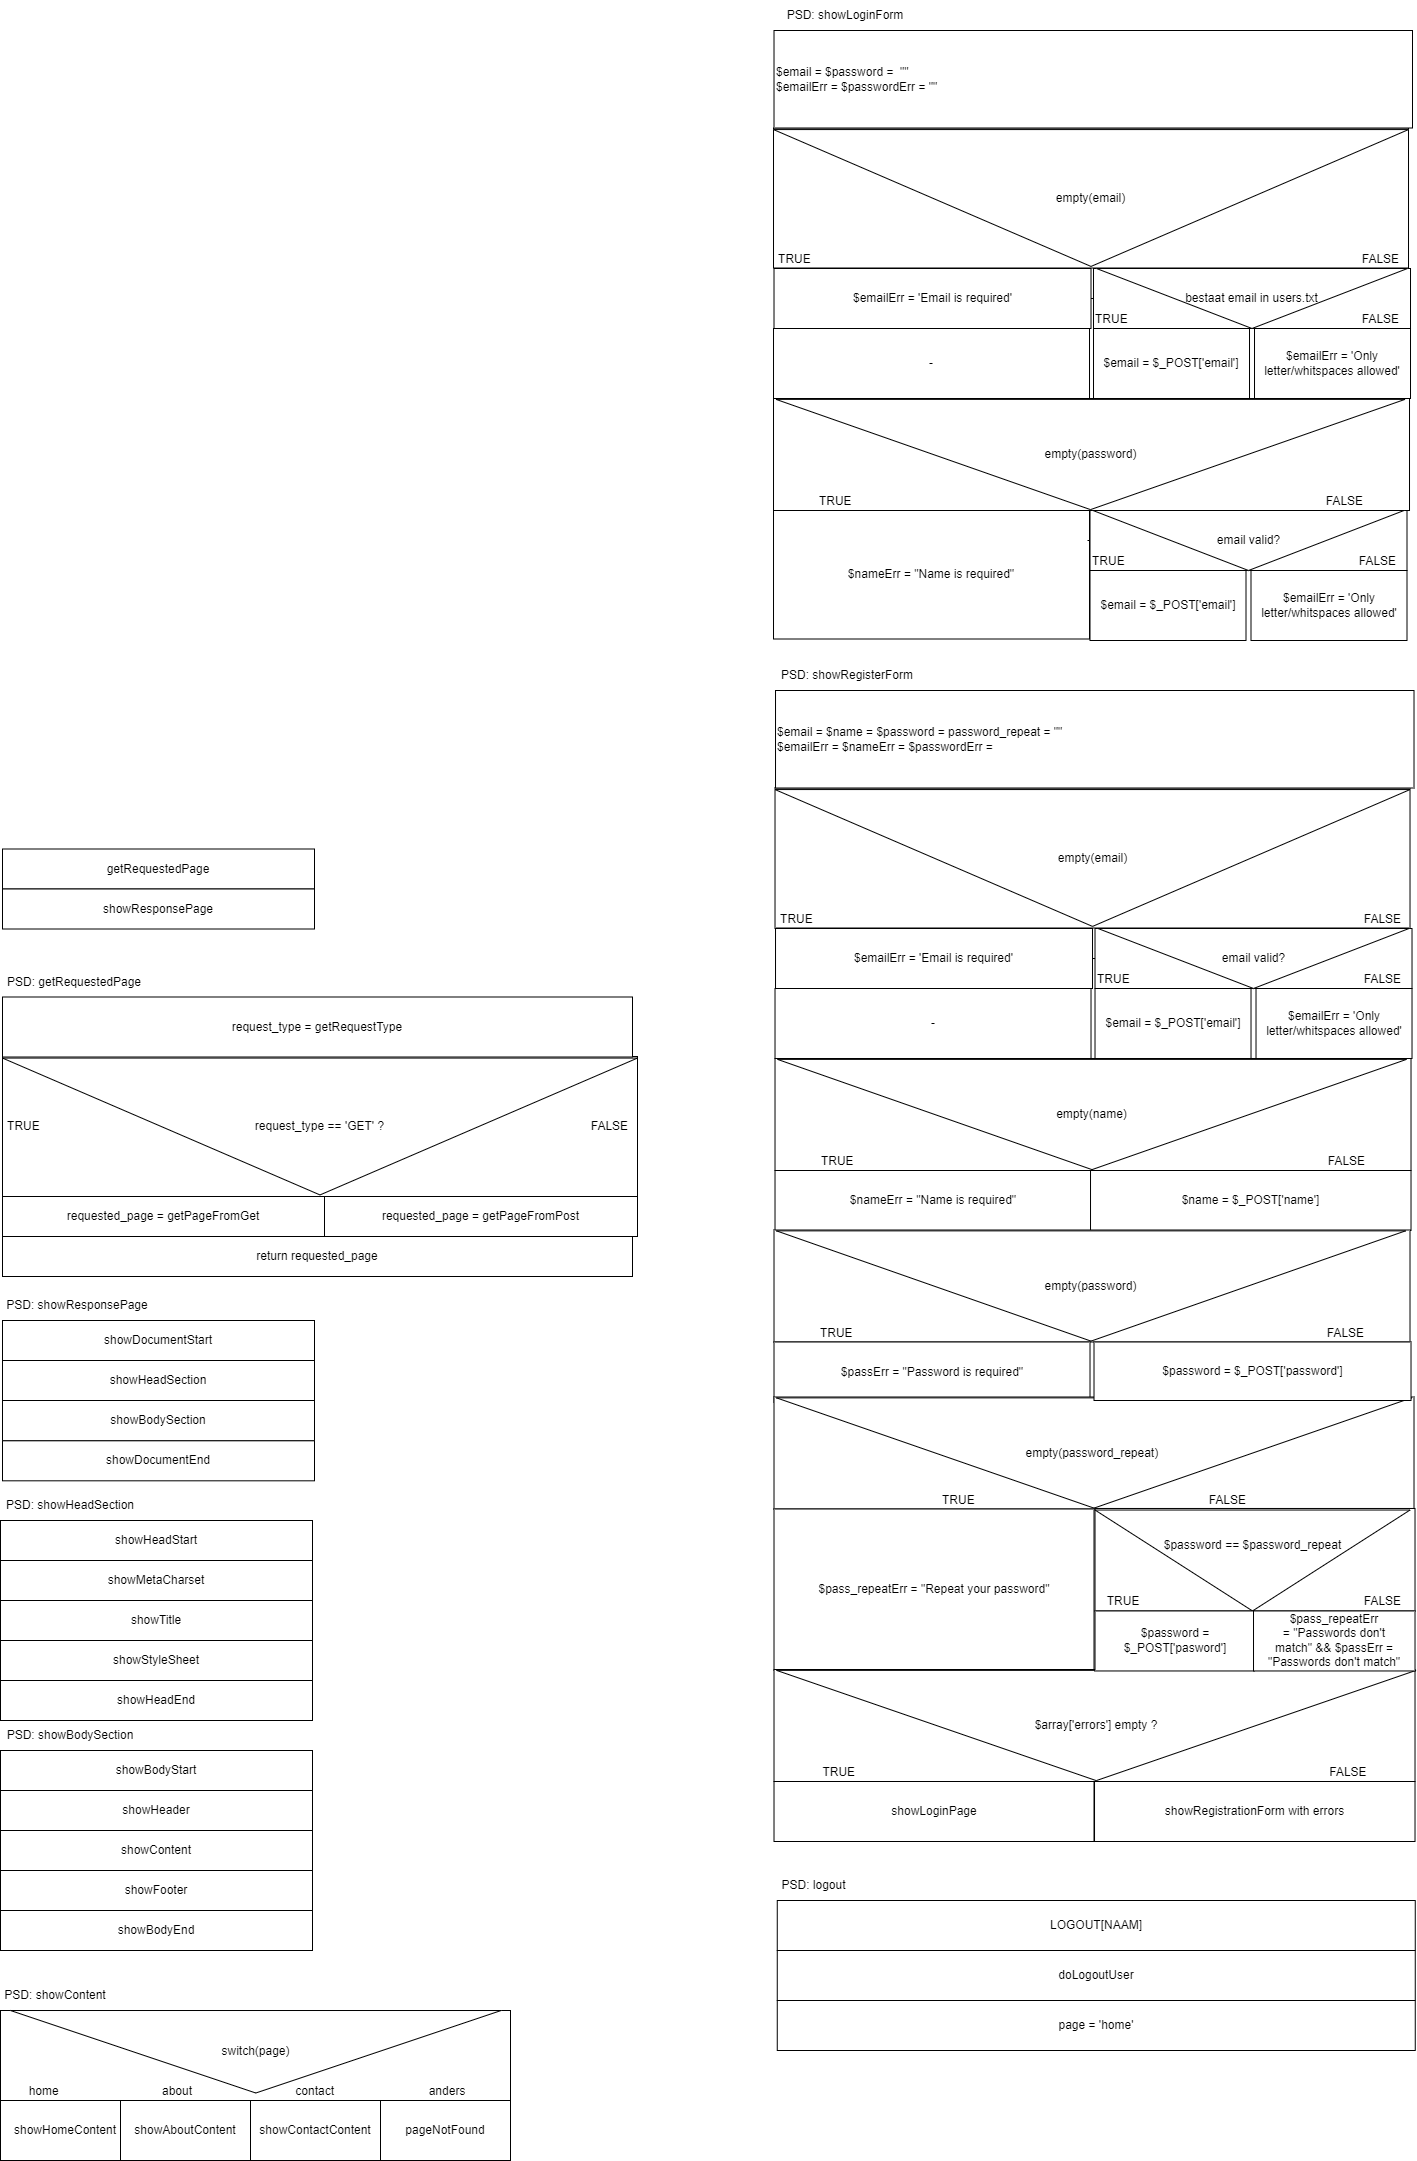 PSD: showLoginForm
$email = $password =  ""
$emailErr = $passwordErr = ""
empty(email)
TRUE
FALSE
$emailErr = 'Email is required'
bestaat email in users.txt
TRUE
FALSE
-
$email = $_POST['email']
$emailErr = 'Only
letter/whitspaces allowed'
empty(password)
TRUE
FALSE
$nameErr = "Name is required"
email valid?
TRUE
FALSE
$email = $_POST['email']
$emailErr = 'Only
letter/whitspaces allowed'
PSD: showRegisterForm
$email = $name = $password = password_repeat = ""
$emailErr = $nameErr = $passwordErr =
empty(email)
TRUE
FALSE
$emailErr = 'Email is required'
email valid?
TRUE
FALSE
-
$email = $_POST['email']
$emailErr = 'Only
letter/whitspaces allowed'
empty(name)
TRUE
FALSE
$nameErr = "Name is required"
$name = $_POST['name']
empty(password)
TRUE
FALSE
$passErr = "Password is required"
$password = $_POST['password']
empty(password_repeat)
TRUE
FALSE
$pass_repeatErr = "Repeat your password"
$password == $password_repeat
TRUE
FALSE
$password =
$_POST['pasword']
$pass_repeatErr
= "Passwords don't
match" && $passErr =
"Passwords don't match"
$array['errors'] empty ?
TRUE
FALSE
showLoginPage
showRegistrationForm with errors
PSD: logout
LOGOUT[NAAM]
doLogoutUser
page = 'home'
getRequestedPage
showResponsePage
PSD: getRequestedPage
request_type = getRequestType
TRUE
request_type == 'GET' ?
FALSE
requested_page = getPageFromGet
requested_page = getPageFromPost
return requested_page
PSD: showResponsePage
showDocumentStart
showHeadSection
showBodySection
showDocumentEnd
PSD: showHeadSection
showHeadStart
showMetaCharset
showTitle
showStyleSheet
showHeadEnd
PSD: showBodySection
showBodyStart
showHeader
showContent
showFooter
showBodyEnd
PSD: showContent
switch(page)
home
about
contact
anders
showHomeContent
showAboutContent
showContactContent
pageNotFound